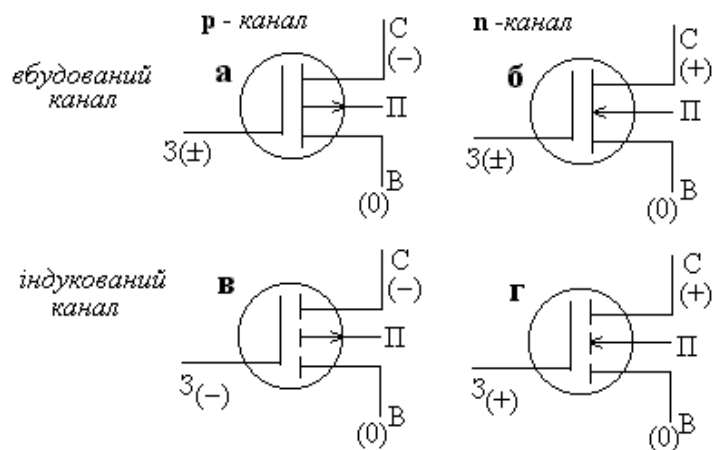 р - канал
n -канал
вбудований
канал
а
С
(−)
П
З(±)
В
(0)
б
С
(+)
П
З(±)
В
(0)
індукований
канал
в
С
(−)
П
З(−)
В
(0)
г
С
(+)
П
З(+)
В
(0)